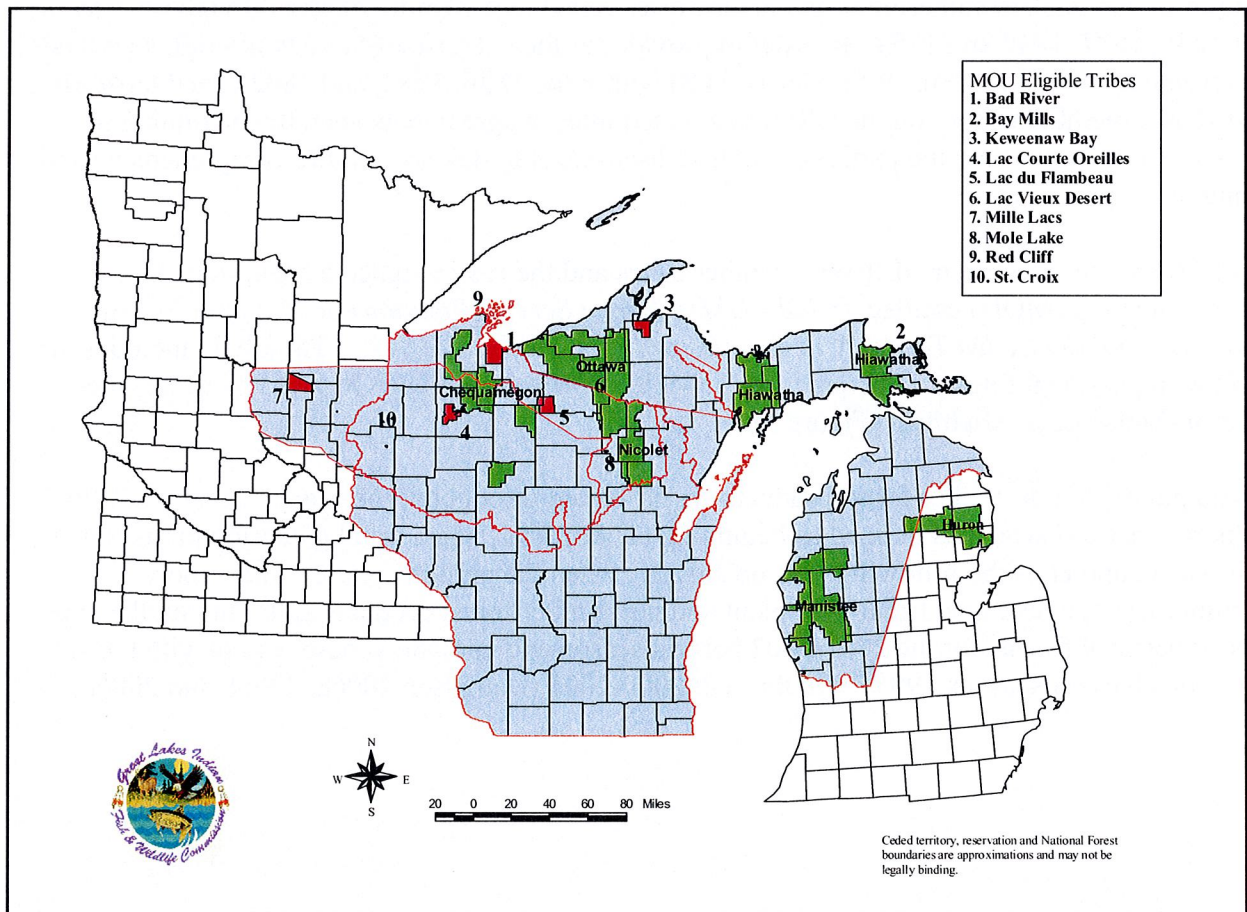 MOU Eligible Tribes
1. Bad River
2. Bay Mills
3. Keweenaw Bay
4. Lac Courte Oreilles
5. Lac du Flambeau
6. Lac Vieux Desert
7. Mille Lacs
8. Mole Lake
9. Red Cliff
10. St. Croix
9
3
1
2
Hiawatha
Ottawa
7
6
Chequamegon
Hiawatha
10
4
5
Nicolet
8
Huron
Manistee
Great Lakes Indian
Fish & Wildlife Commission
N
W E
S
20 0 20 40 60 80 Miles
Ceded territory, reservation and National Forest
boundaries are approximations and may not be
legally binding.